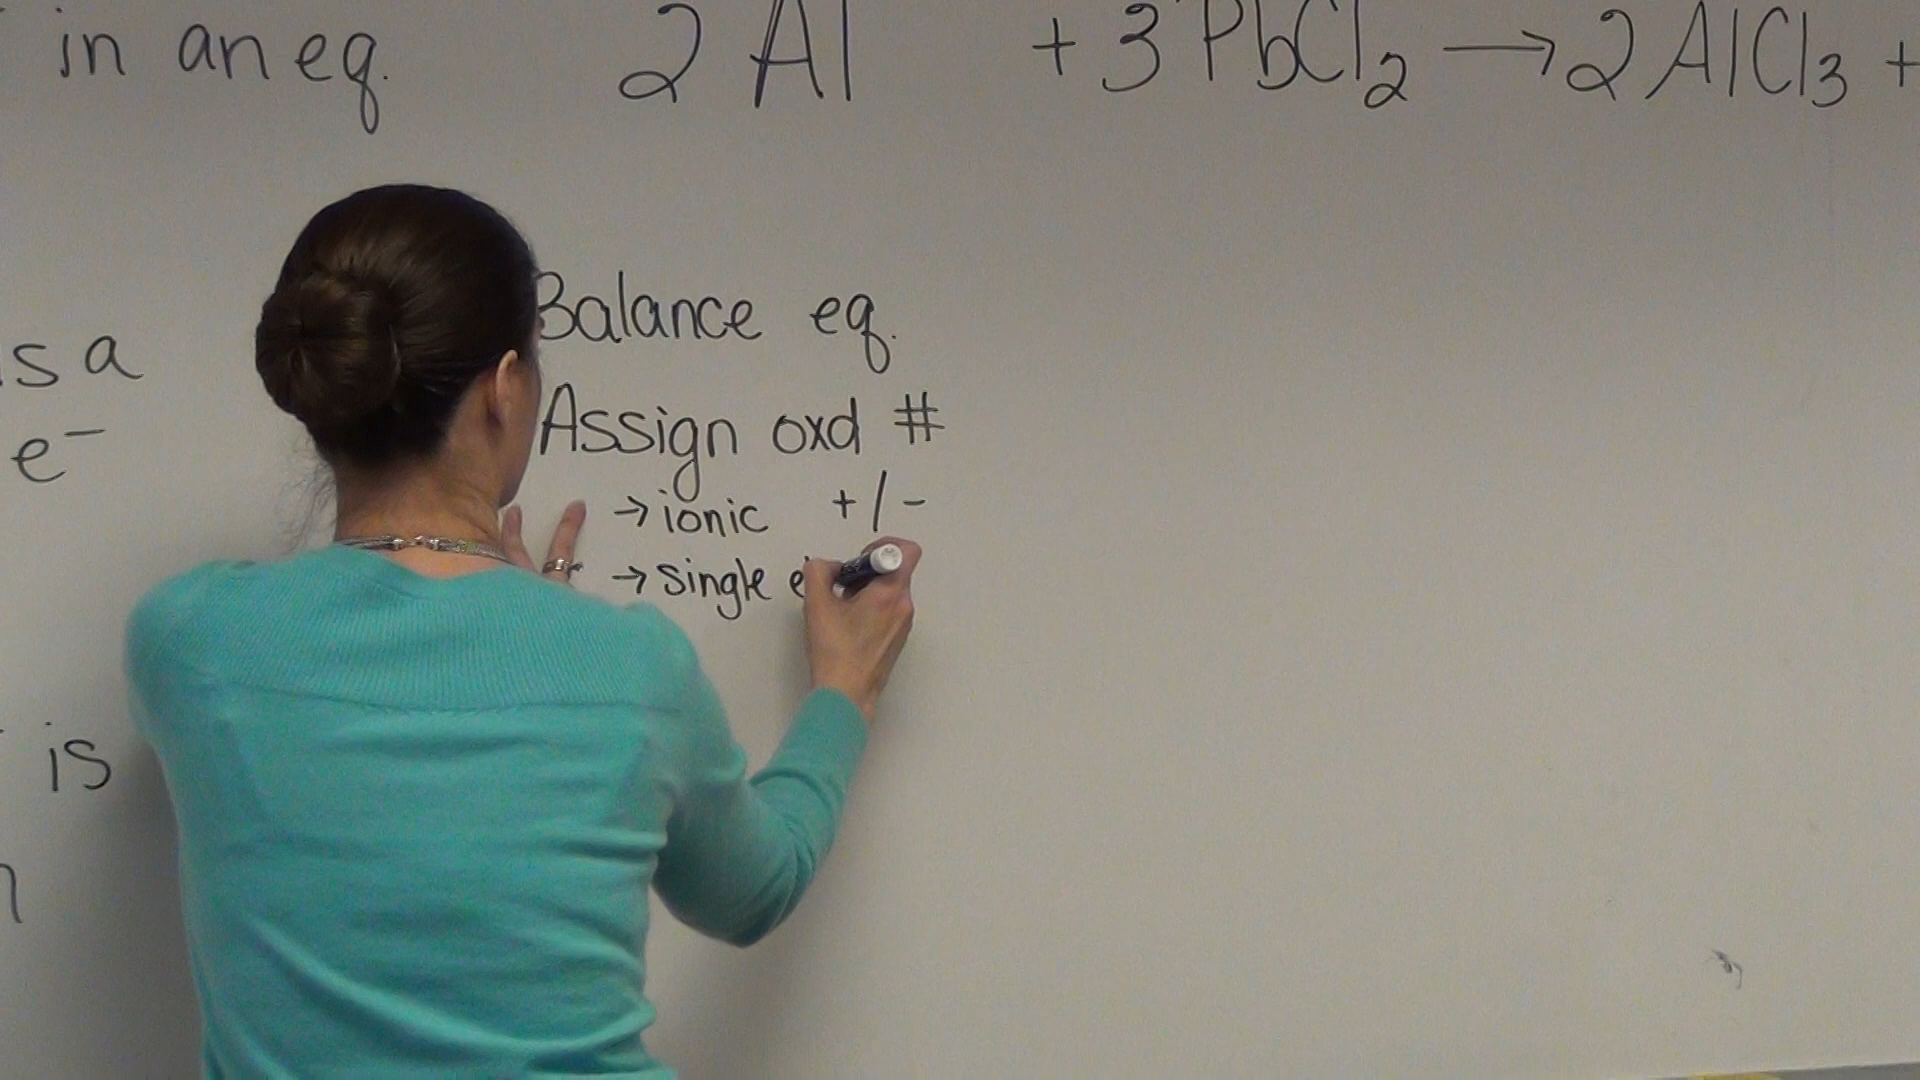 in an eq.
2 Al + 3 PbCl₂ → 2 AlCl₃ +
s a
e⁻
is
Balance eq.
Assign oxd #
→ ionic +/-
→ single